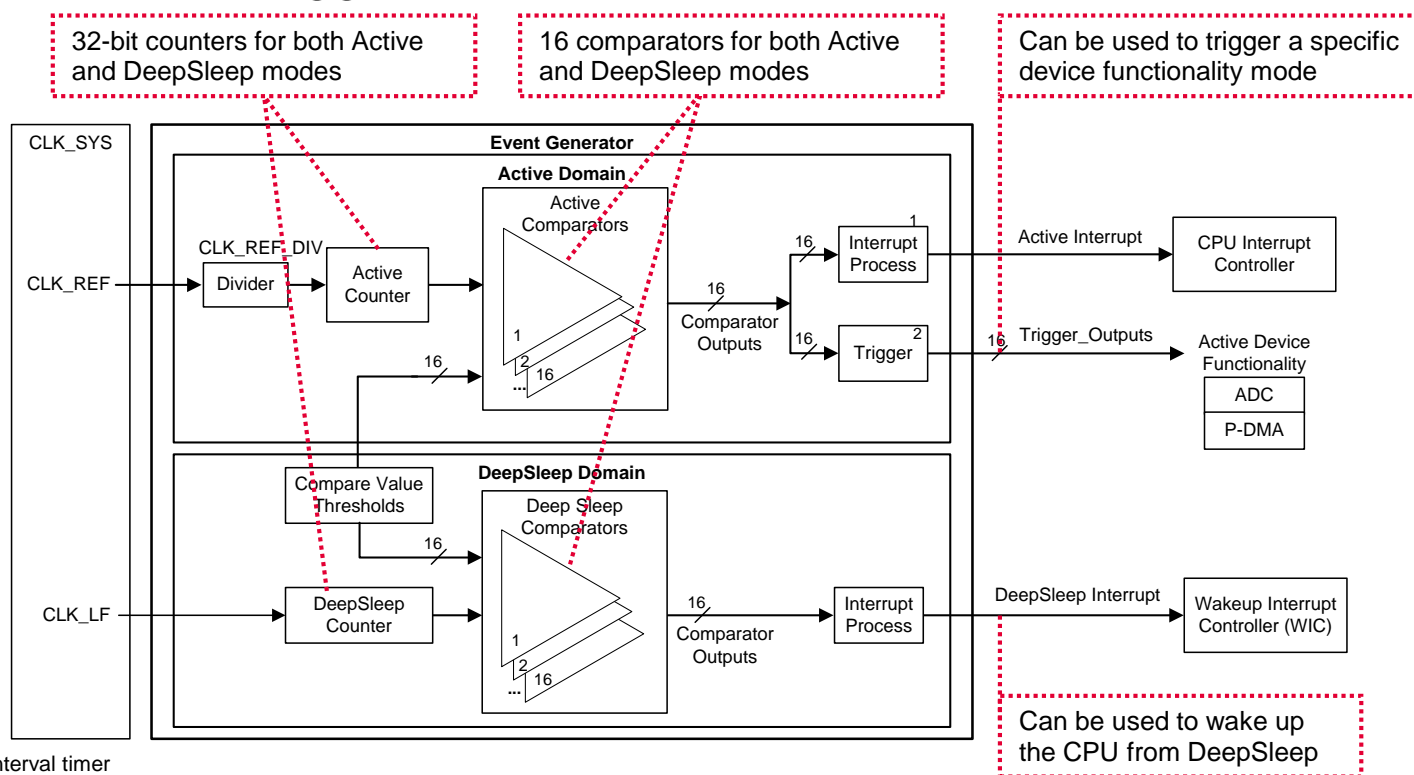 32-bit counters for both Active
and DeepSleep modes
16 comparators for both Active
and DeepSleep modes
Can be used to trigger a specific
device functionality mode
CLK_SYS
Event Generator
Active Domain
Active
Comparators
CLK_REF_DIV
CLK_REF
Divider
Active
Counter
1
2
...
16
16
16
Comparator
Outputs
16
Interrupt
Process
1
Active Interrupt
CPU Interrupt
Controller
16
Trigger
2
16
Trigger_Outputs
Active Device
Functionality
ADC
P-DMA
DeepSleep Domain
Compare Value
Thresholds
Deep Sleep
Comparators
16
CLK_LF
DeepSleep
Counter
1
2
...
16
16
Comparator
Outputs
Interrupt
Process
DeepSleep Interrupt
Wakeup Interrupt
Controller (WIC)
Can be used to wake up
the CPU from DeepSleep
nterval timer